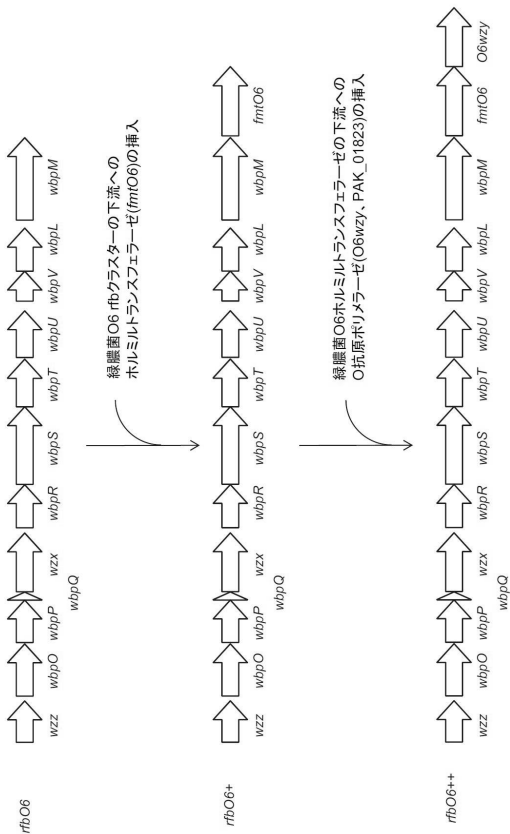 rfbO6
wzz wbpO wbpP wbpQ wzx wbpR wbpS wbpT wbpU wbpV wbpL wbpM
緑膿菌O6 rfbクラスターの下流への
ホルミルトランスフェラーゼ(fmtO6)の挿入
rfbO6+
wzz wbpO wbpP wbpQ wzx wbpR wbpS wbpT wbpU wbpV wbpL wbpM fmtO6
緑膿菌O6ホルミルトランスフェラーゼの下流への
O抗原ポリメラーゼ(O6wzy、PAK_01823)の挿入
rfbO6++
wzz wbpO wbpP wbpQ wzx wbpR wbpS wbpT wbpU wbpV wbpL wbpM fmtO6 O6wzy